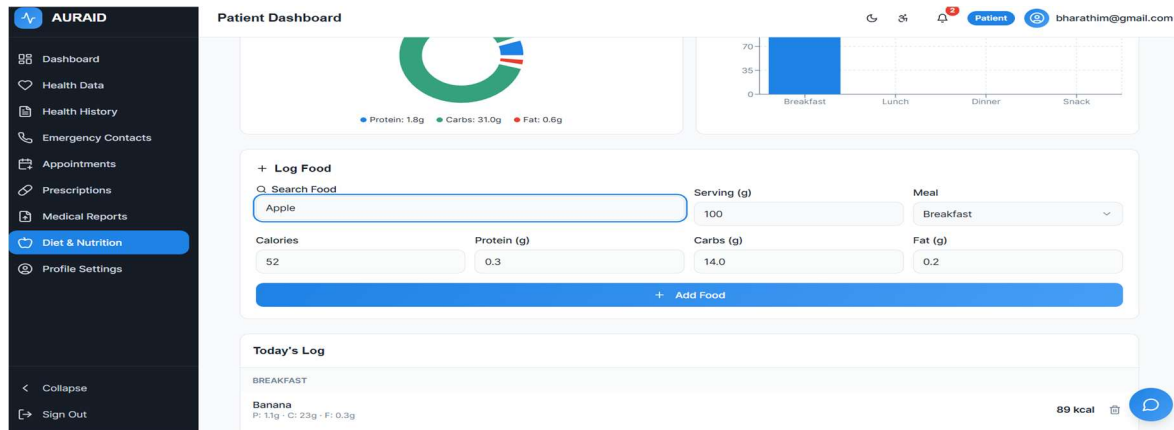 AURAID
Patient Dashboard
2
Patient
bharathim@gmail.com
Dashboard
Health Data
Health History
Emergency Contacts
Appointments
Prescriptions
Medical Reports
Diet & Nutrition
Profile Settings
Collapse
Sign Out
Protein: 1.8g Carbs: 31.0g Fat: 0.6g
70
35
0
Breakfast Lunch Dinner Snack
+ Log Food
Search Food
Apple
Serving (g)
100
Meal
Breakfast
Calories
52
Protein (g)
0.3
Carbs (g)
14.0
Fat (g)
0.2
+ Add Food
Today's Log
BREAKFAST
Banana
P: 1.1g · C: 23g · F: 0.3g
89 kcal